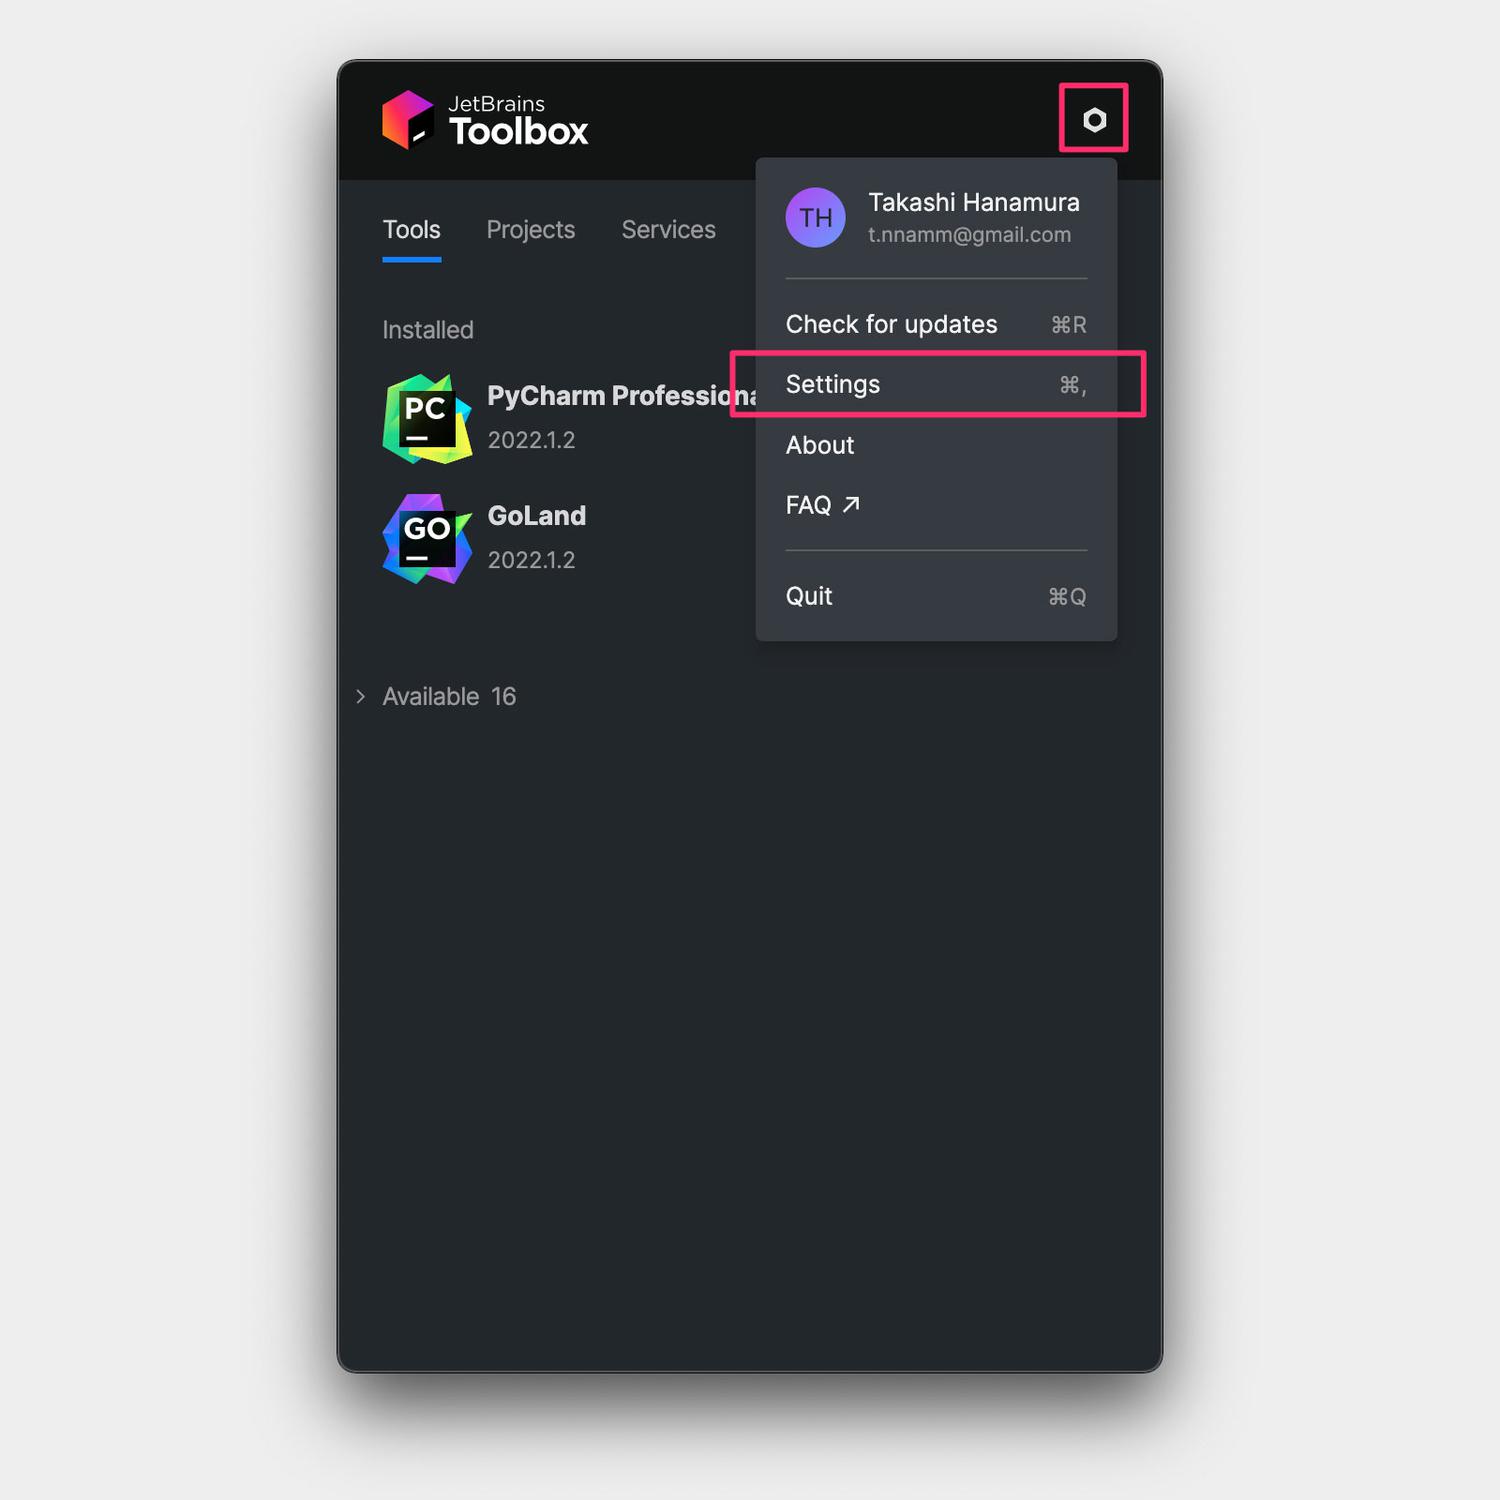 JetBrains
Toolbox
TH
Takashi Hanamura
t.nnamm@gmail.com
Tools Projects Services
Check for updates ⌘R
Installed
Settings ⌘,
PC
PyCharm Professiona
2022.1.2
About
FAQ ↗
GO
GoLand
2022.1.2
Quit ⌘Q
Available 16